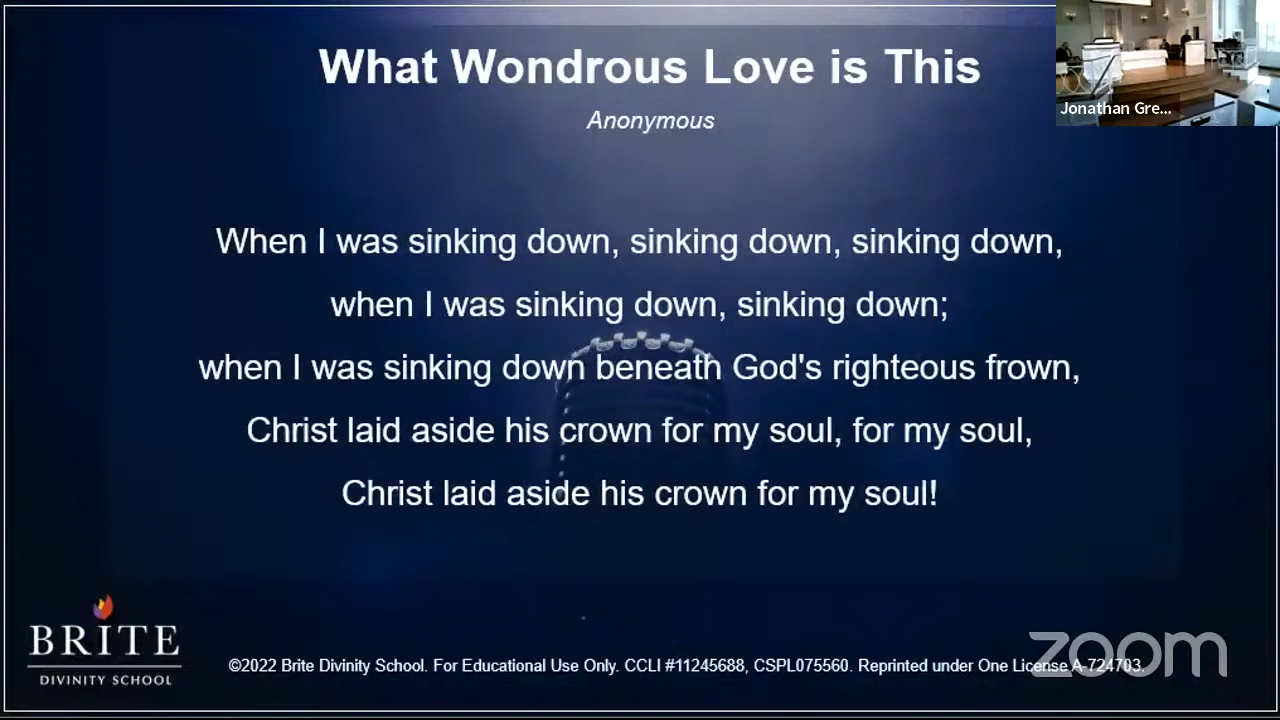 What Wondrous Love is This
Anonymous
Jonathan Gre...
When I was sinking down, sinking down, sinking down,
when I was sinking down, sinking down;
when I was sinking down beneath God's righteous frown,
Christ laid aside his crown for my soul, for my soul,
Christ laid aside his crown for my soul!
BRITE
DIVINITY SCHOOL
©2022 Brite Divinity School. For Educational Use Only. CCLI #11245688, CSPL075560. Reprinted under One License A-724703.
zoom